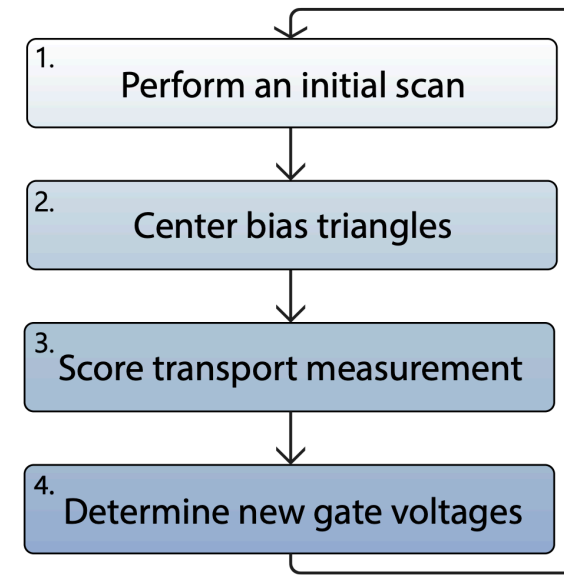 1.
Perform an initial scan
2.
Center bias triangles
3.
Score transport measurement
4.
Determine new gate voltages